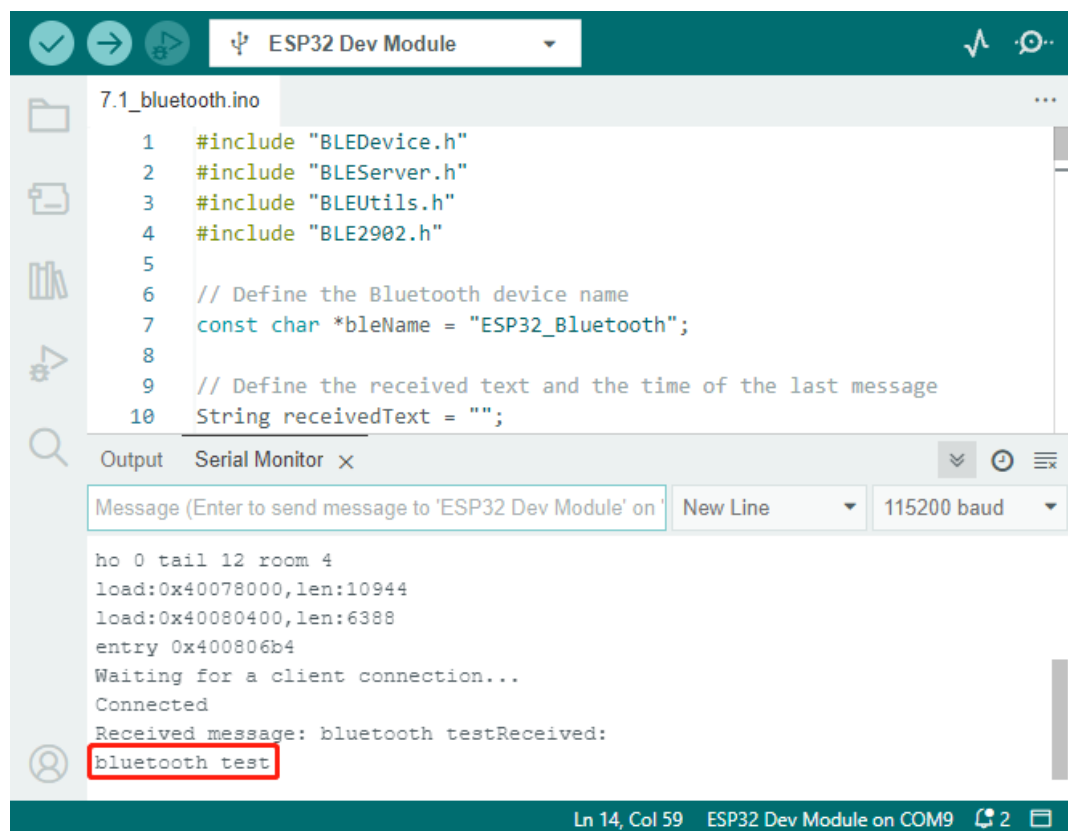 ESP32 Dev Module
7.1_bluetooth.ino
1 #include "BLEDevice.h"
2 #include "BLEServer.h"
3 #include "BLEUtils.h"
4 #include "BLE2902.h"
5
6 // Define the Bluetooth device name
7 const char *bleName = "ESP32_Bluetooth";
8
9 // Define the received text and the time of the last message
10 String receivedText = "";
Output Serial Monitor
Message (Enter to send message to 'ESP32 Dev Module' on ' New Line 115200 baud
ho 0 tail 12 room 4
load:0x40078000,len:10944
load:0x40080400,len:6388
entry 0x400806b4
Waiting for a client connection...
Connected
Received message: bluetooth testReceived:
bluetooth test
Ln 14, Col 59 ESP32 Dev Module on COM9 2